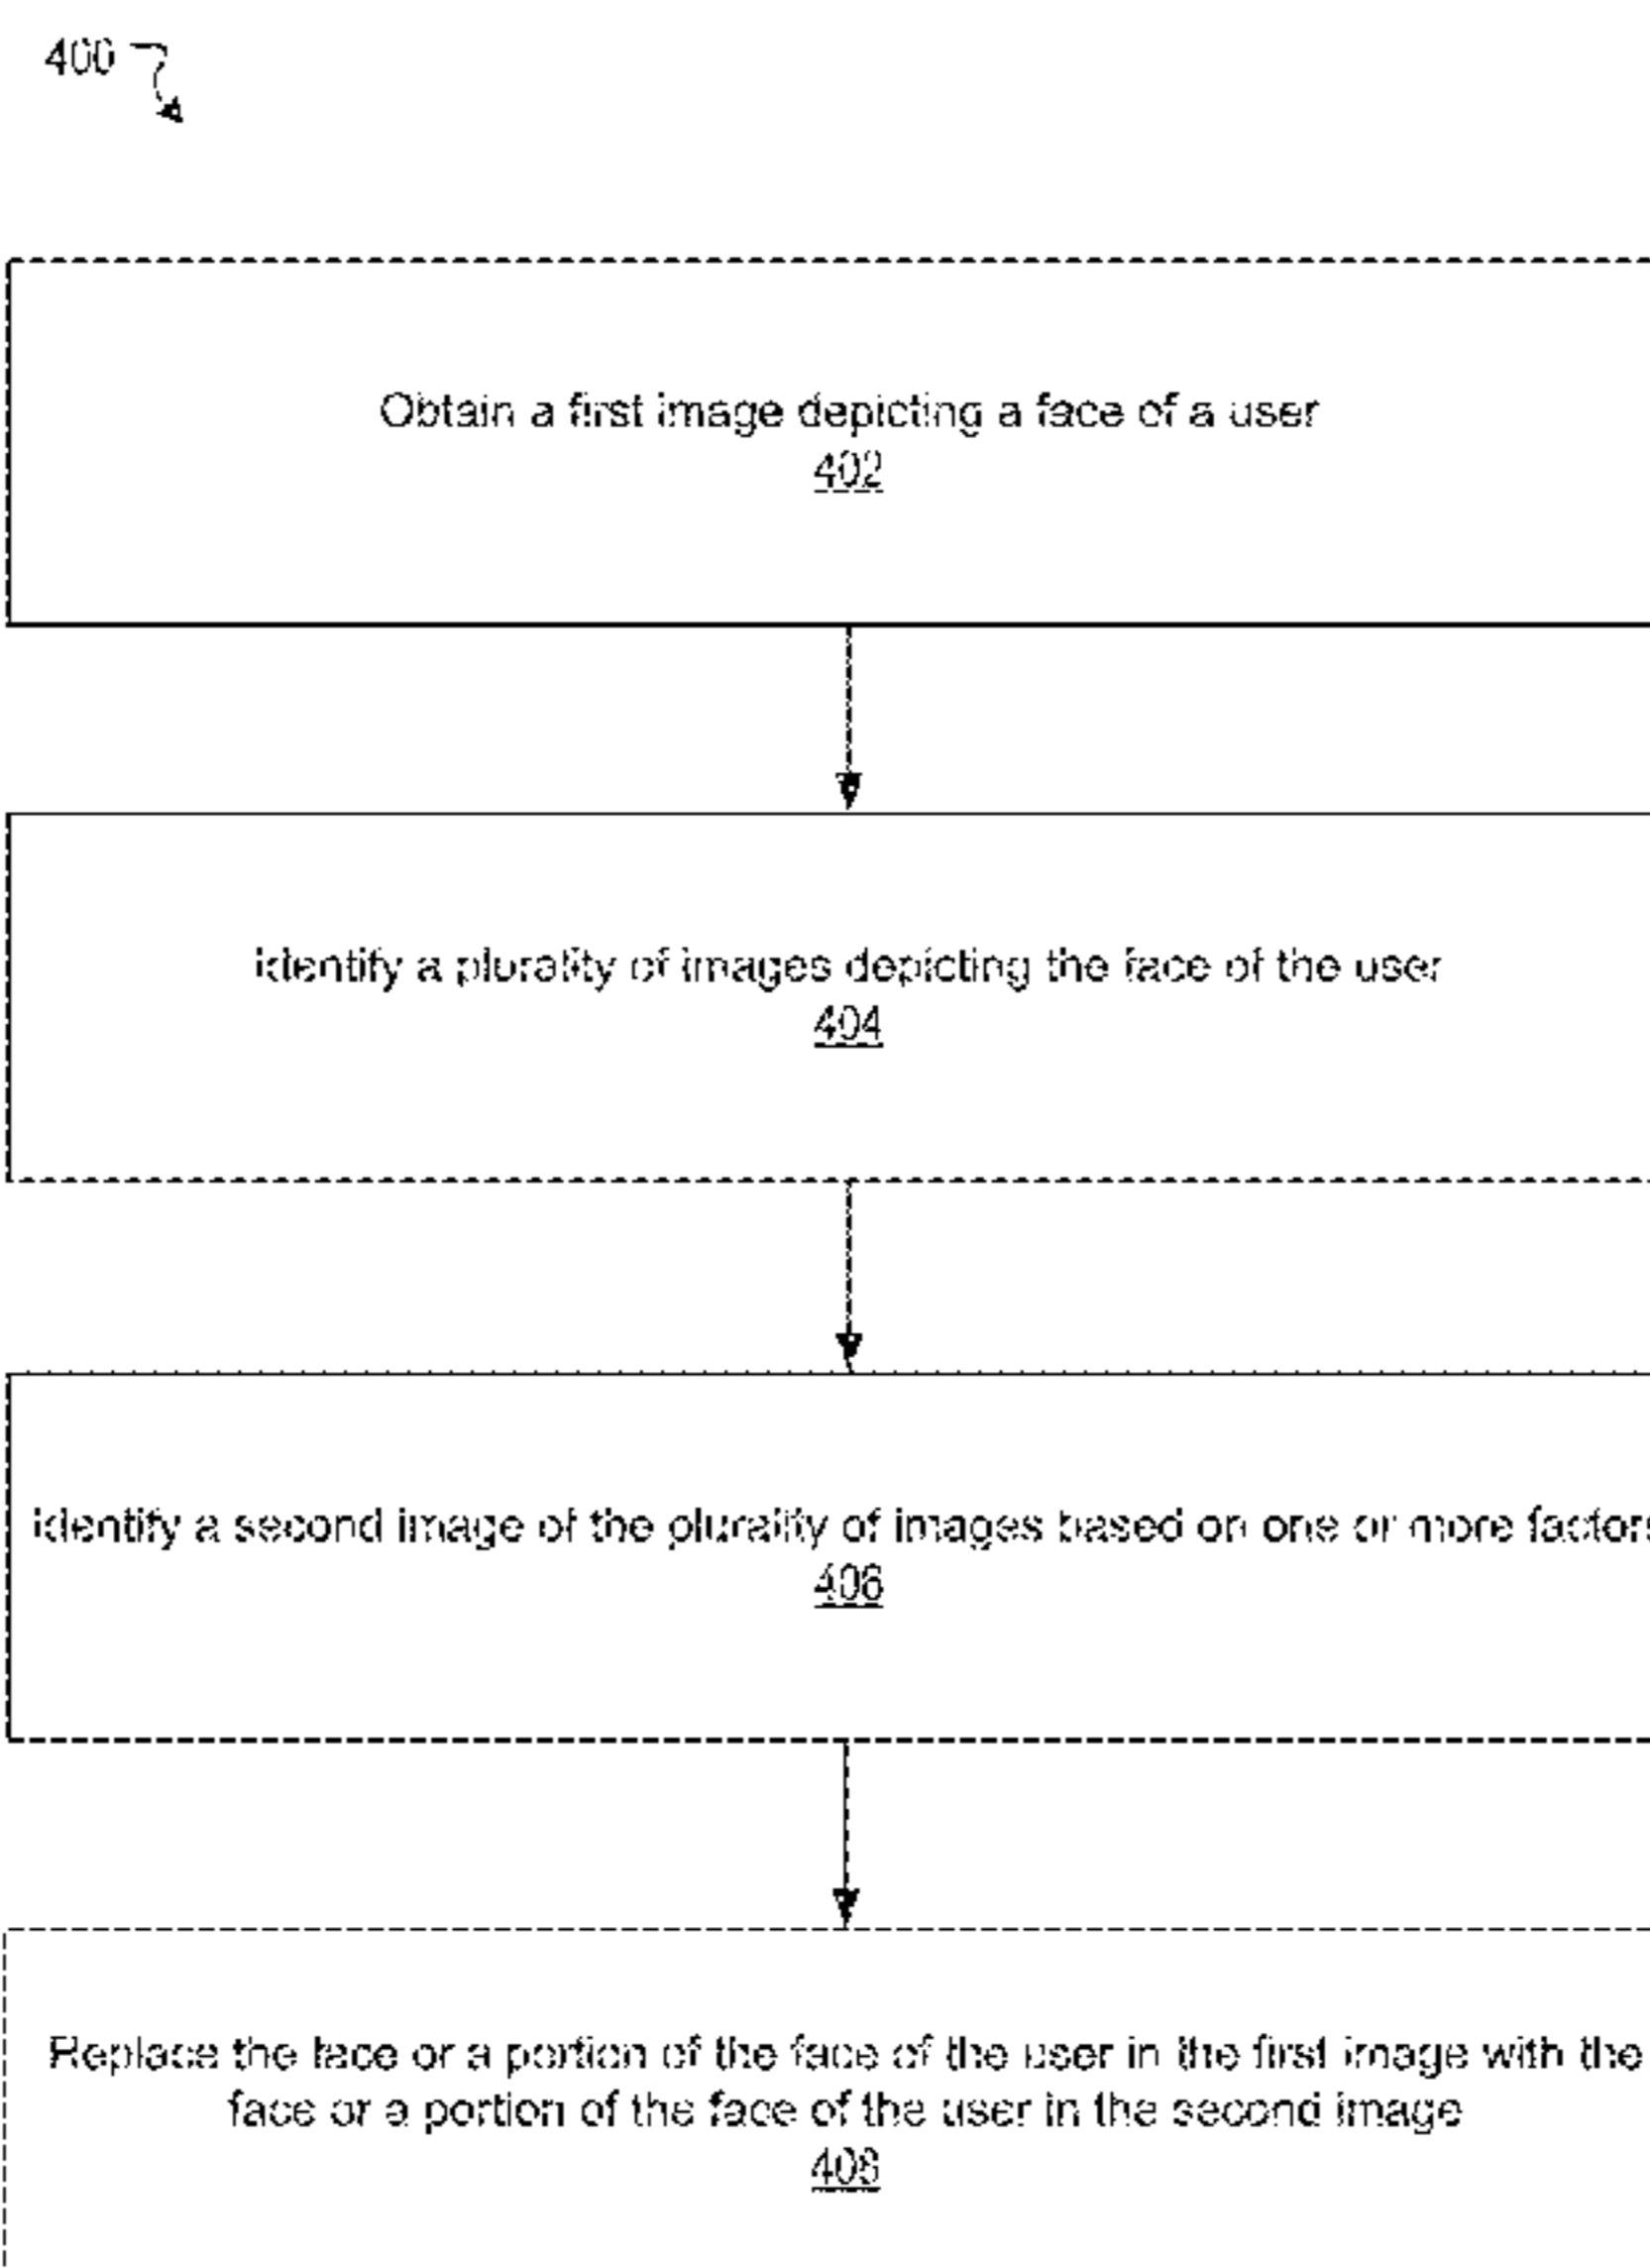 400
Obtain a first image depicting a face of a user
402
Identify a plurality of images depicting the face of the user
404
Identify a second image of the plurality of images based on one or more factors
406
Replace the face or a portion of the face of the user in the first image with the
face or a portion of the face of the user in the second image
408